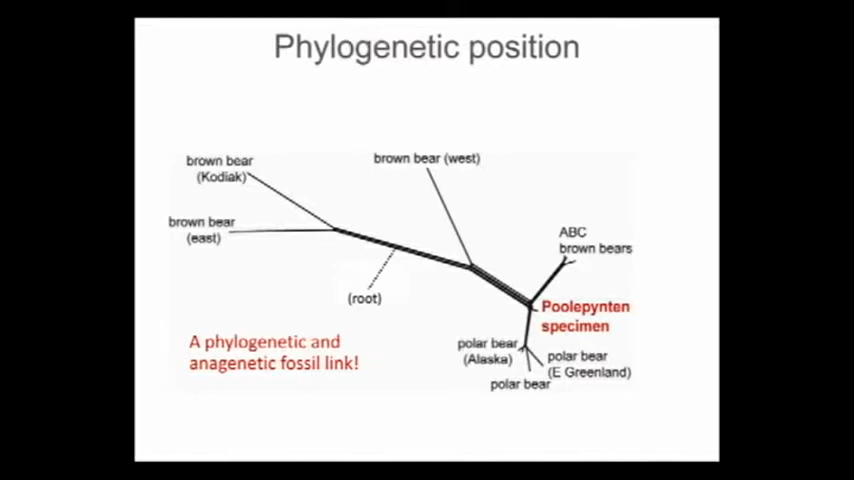 Phylogenetic position
brown bear
(Kodiak)
brown bear (west)
brown bear
(east)
ABC
brown bears
(root)
Poolepynten
specimen
A phylogenetic and
anagenetic fossil link!
polar bear
(Alaska)
polar bear
(E Greenland)
polar bear